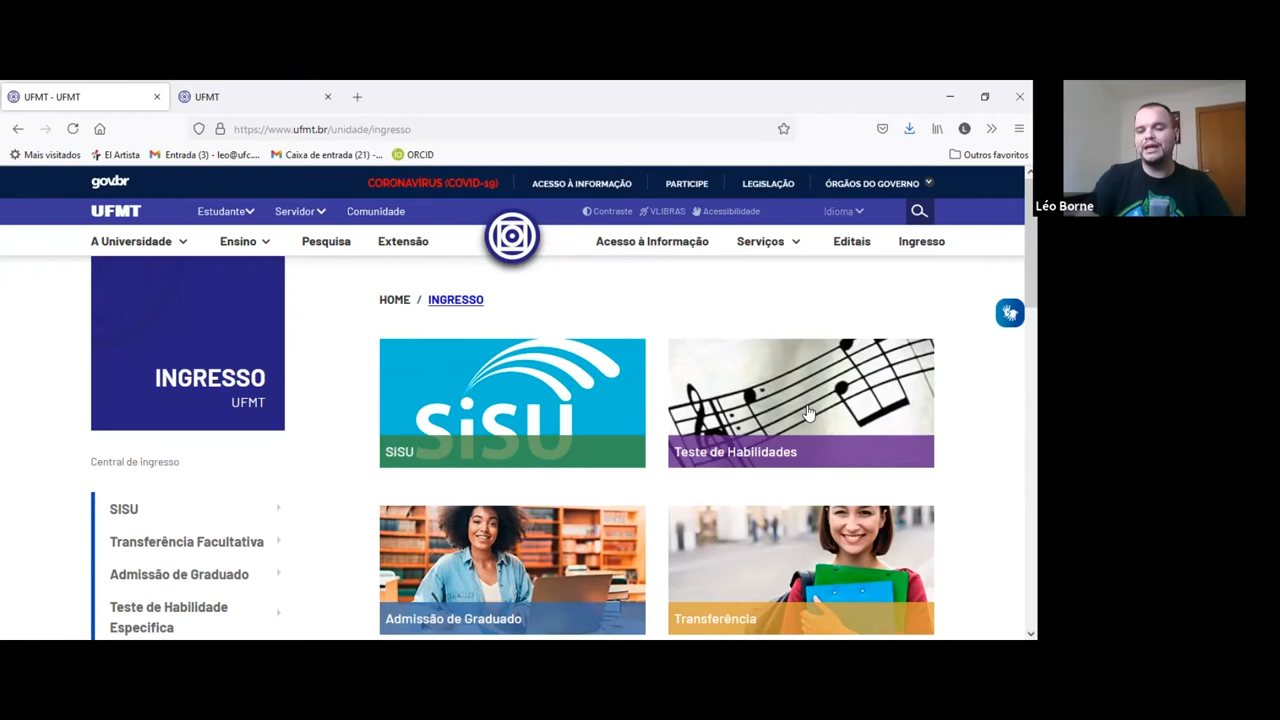 UFMT - UFMT
UFMT
https://www.ufmt.br/unidade/ingresso
Mais visitados
El Artista
Entrada (3) - leo@ufc....
Caixa de entrada (21) -...
ORCID
Outros favoritos
Léo Borne
govbr
CORONAVÍRUS (COVID-19)
ACESSO À INFORMAÇÃO
PARTICIPE
LEGISLAÇÃO
ÓRGÃOS DO GOVERNO
UFMT
Estudante
Servidor
Comunidade
Contraste
VLIBRAS
Acessibilidade
Idioma
A Universidade
Ensino
Pesquisa
Extensão
Acesso à Informação
Serviços
Editais
Ingresso
HOME / INGRESSO
INGRESSO
UFMT
Central de ingresso
SISU
Transferência Facultativa
Admissão de Graduado
Teste de Habilidade
Especifica
SiSU
SiSU
Teste de Habilidades
Admissão de Graduado
Transferência